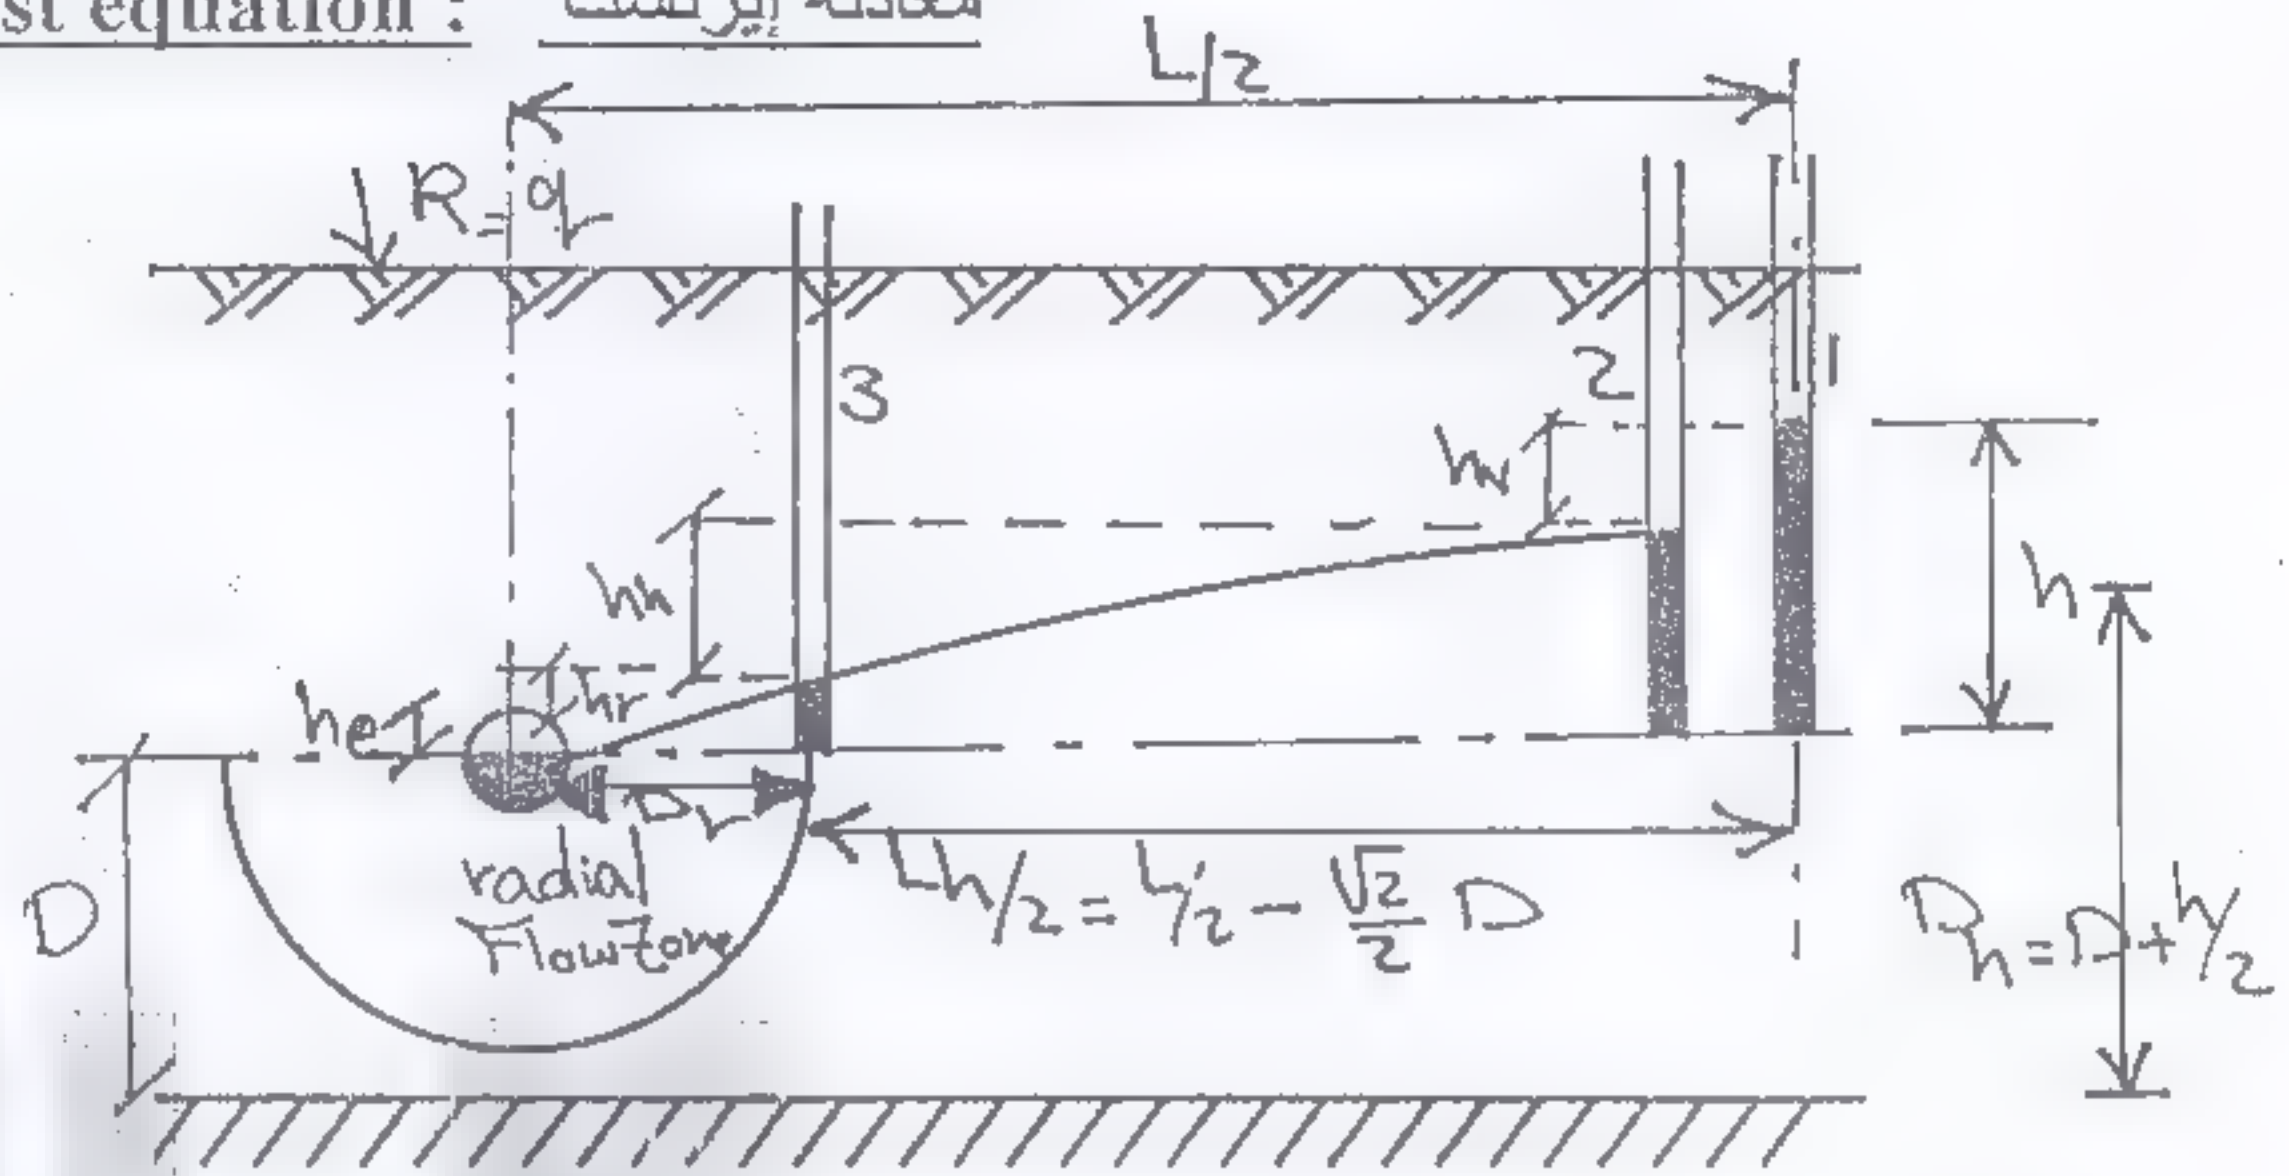 st equation :
L/2
R = q
3
2
1
hv
hh
h
hr
he
Dr
radial
Flow Zone
D
Lh/2 = L/2 - √2/2 D
Dh = D + h/2